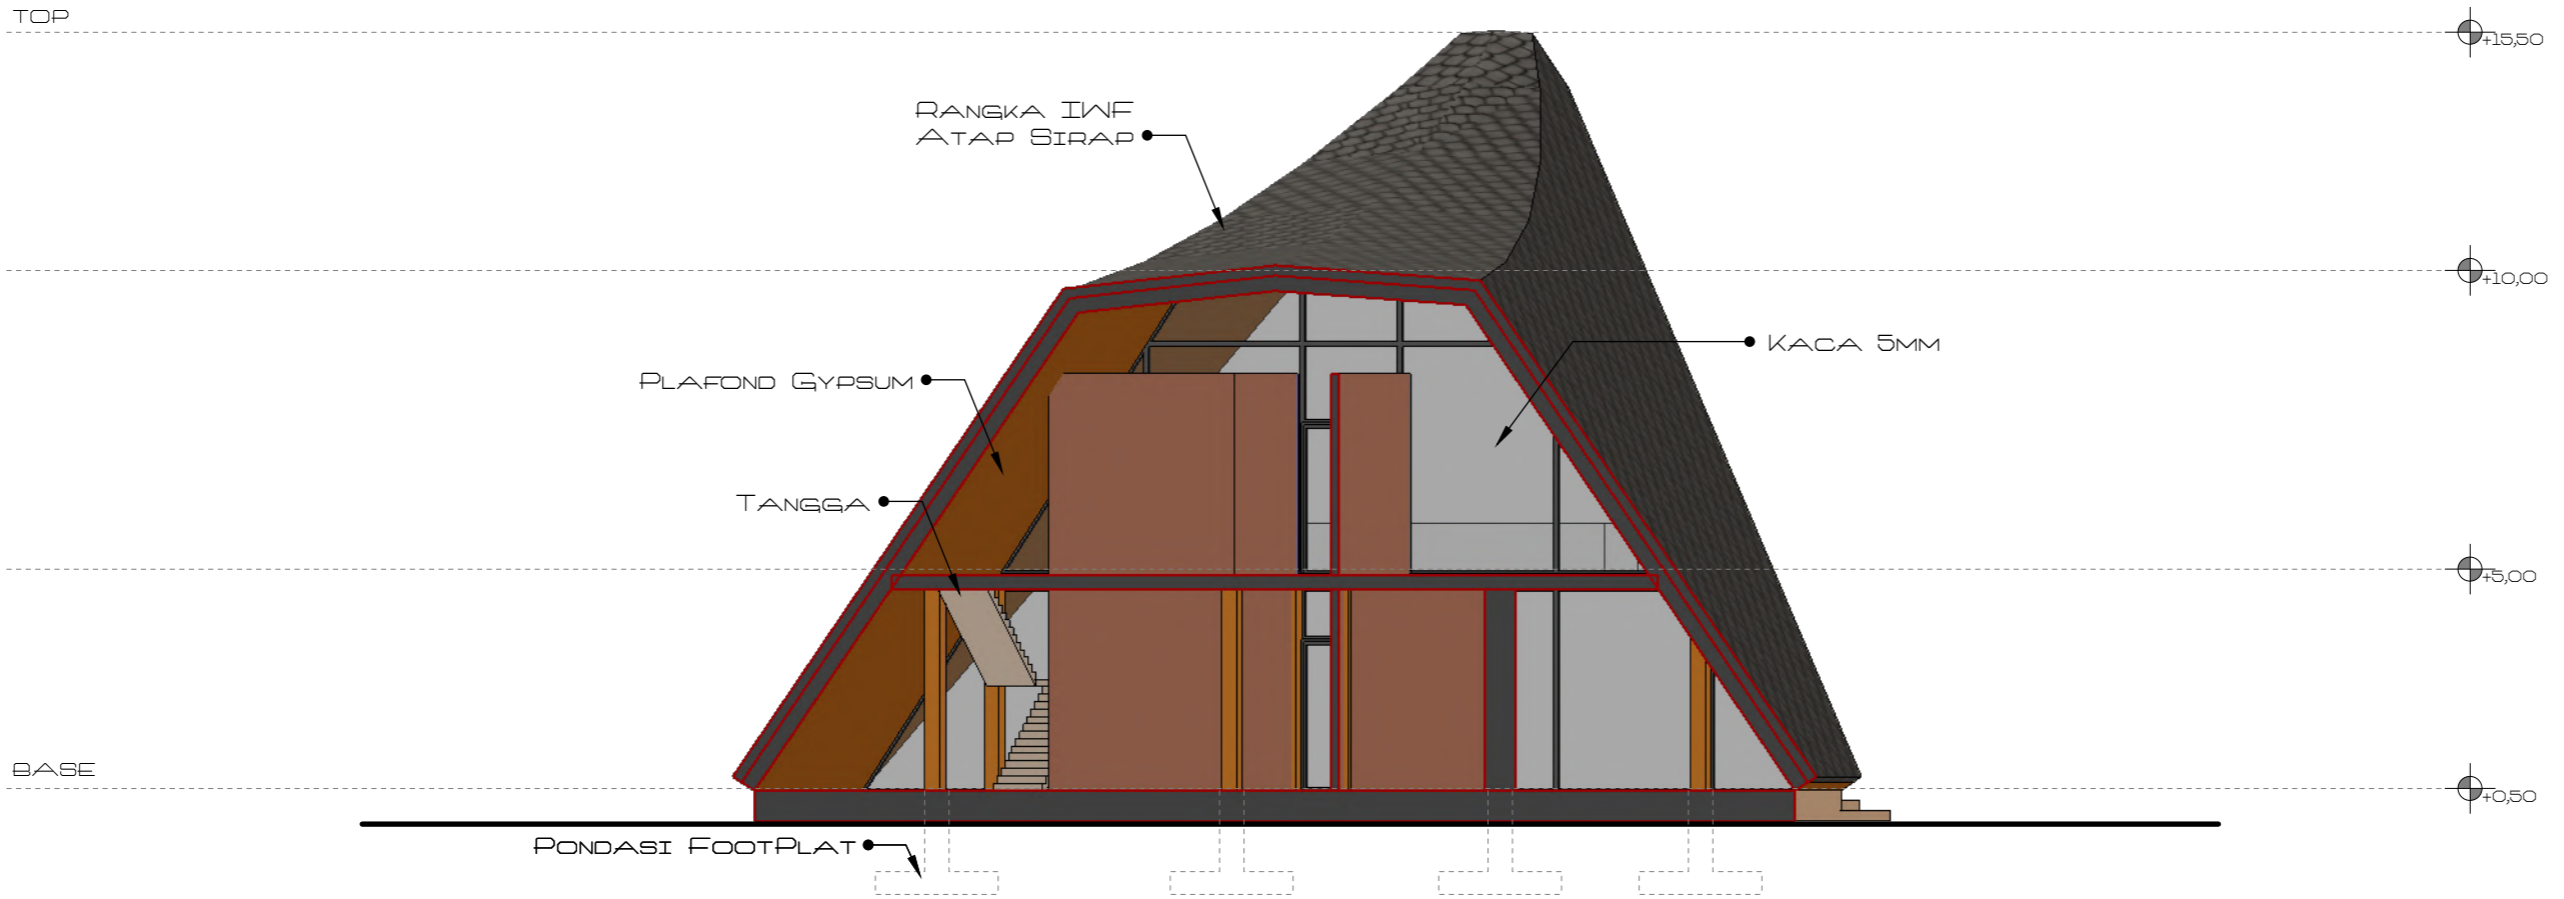 TOP
+15,50
RANGKA IWF
ATAP SIRAP
+10,00
KACA 5MM
PLAFOND GYPSUM
TANGGA
+5,00
BASE
+0,50
PONDASI FOOTPLAT